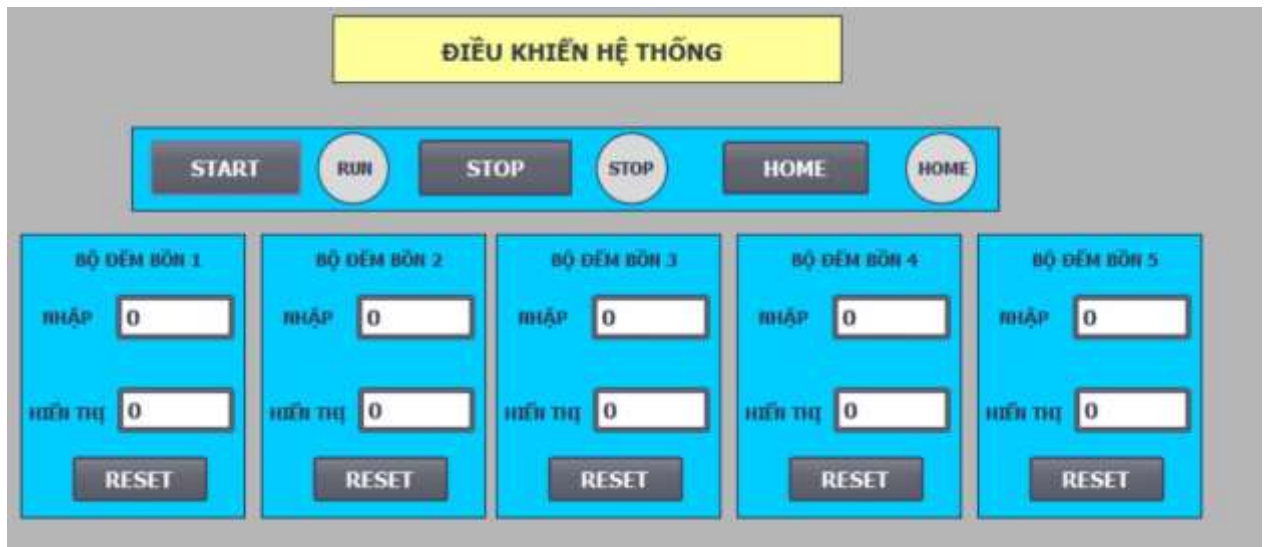 ĐIỀU KHIỂN HỆ THỐNG
START RUN STOP STOP HOME HOME
BỘ ĐẾM BỒN 1
NHẬP 0
HIỂN THỊ 0
RESET
BỘ ĐẾM BỒN 2
NHẬP 0
HIỂN THỊ 0
RESET
BỘ ĐẾM BỒN 3
NHẬP 0
HIỂN THỊ 0
RESET
BỘ ĐẾM BỒN 4
NHẬP 0
HIỂN THỊ 0
RESET
BỘ ĐẾM BỒN 5
NHẬP 0
HIỂN THỊ 0
RESET